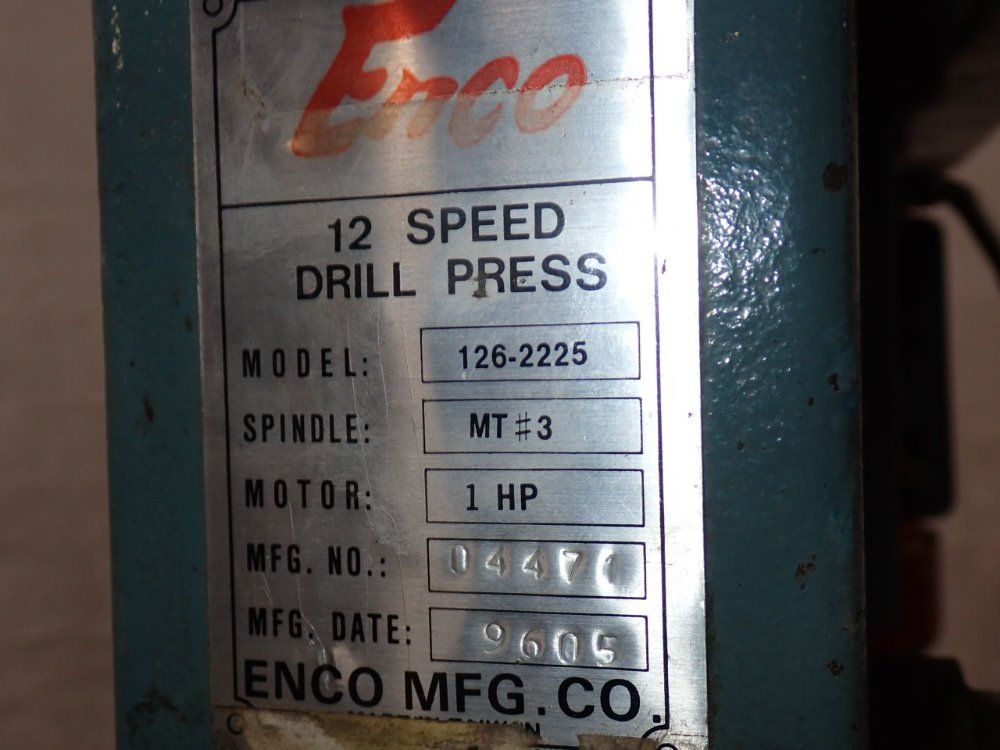 Enco
12 SPEED
DRILL PRESS
MODEL: 126-2225
SPINDLE: MT#3
MOTOR: 1 HP
MFG. NO.:
MFG. DATE: 9605
ENCO MFG. CO.